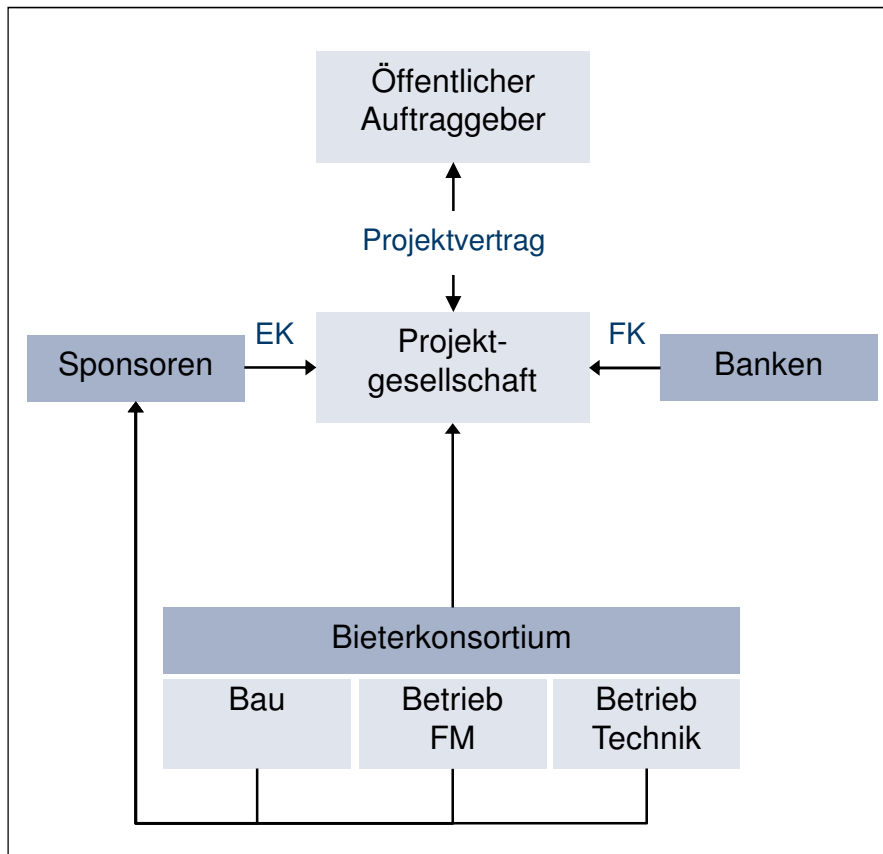 Öffentlicher
Auftraggeber
Projektvertrag
EK
FK
Sponsoren
Projekt-
gesellschaft
Banken
Bieterkonsortium
Bau
Betrieb
FM
Betrieb
Technik